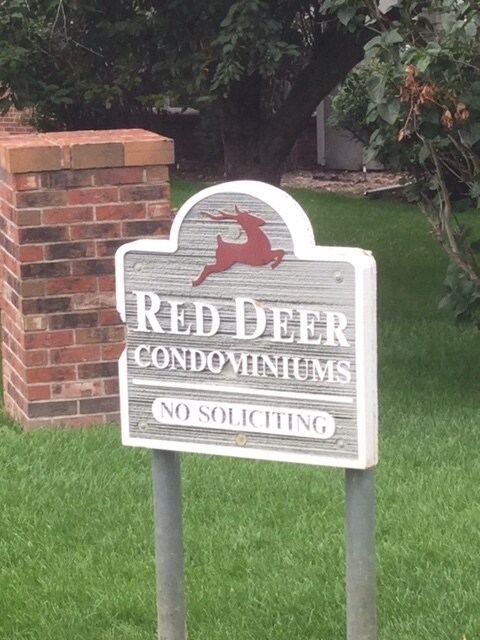 RED DEER
CONDOMINIUMS
NO SOLICITING